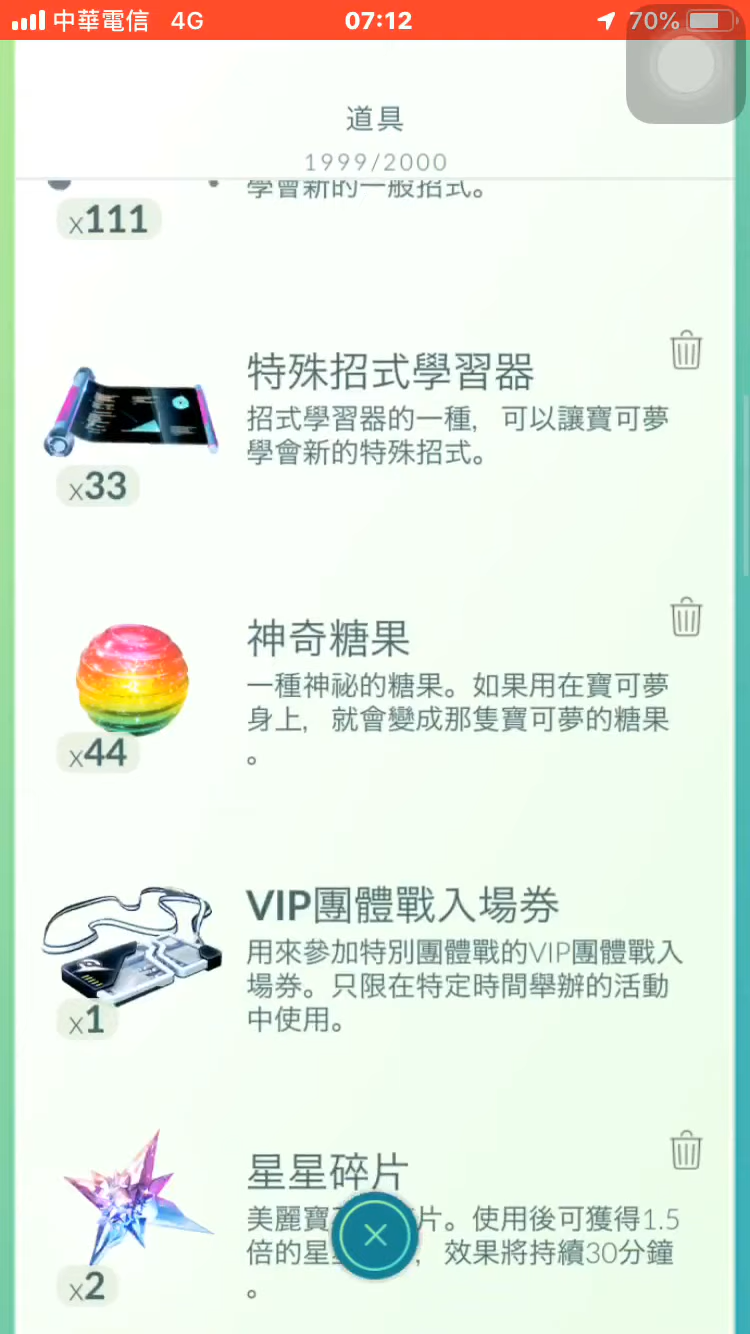 中華電信 4G 07:12 70%
道具
1999/2000
學會新的一般招式。
x111
特殊招式學習器
招式學習器的一種，可以讓寶可夢
學會新的特殊招式。
x33
神奇糖果
一種神祕的糖果。如果用在寶可夢
身上，就會變成那隻寶可夢的糖果
。
x44
VIP團體戰入場券
用來參加特別團體戰的VIP團體戰入
場券。只限在特定時間舉辦的活動
中使用。
x1
星星碎片
美麗寶 片。使用後可獲得1.5
倍的星 ，效果將持續30分鐘
。
x2